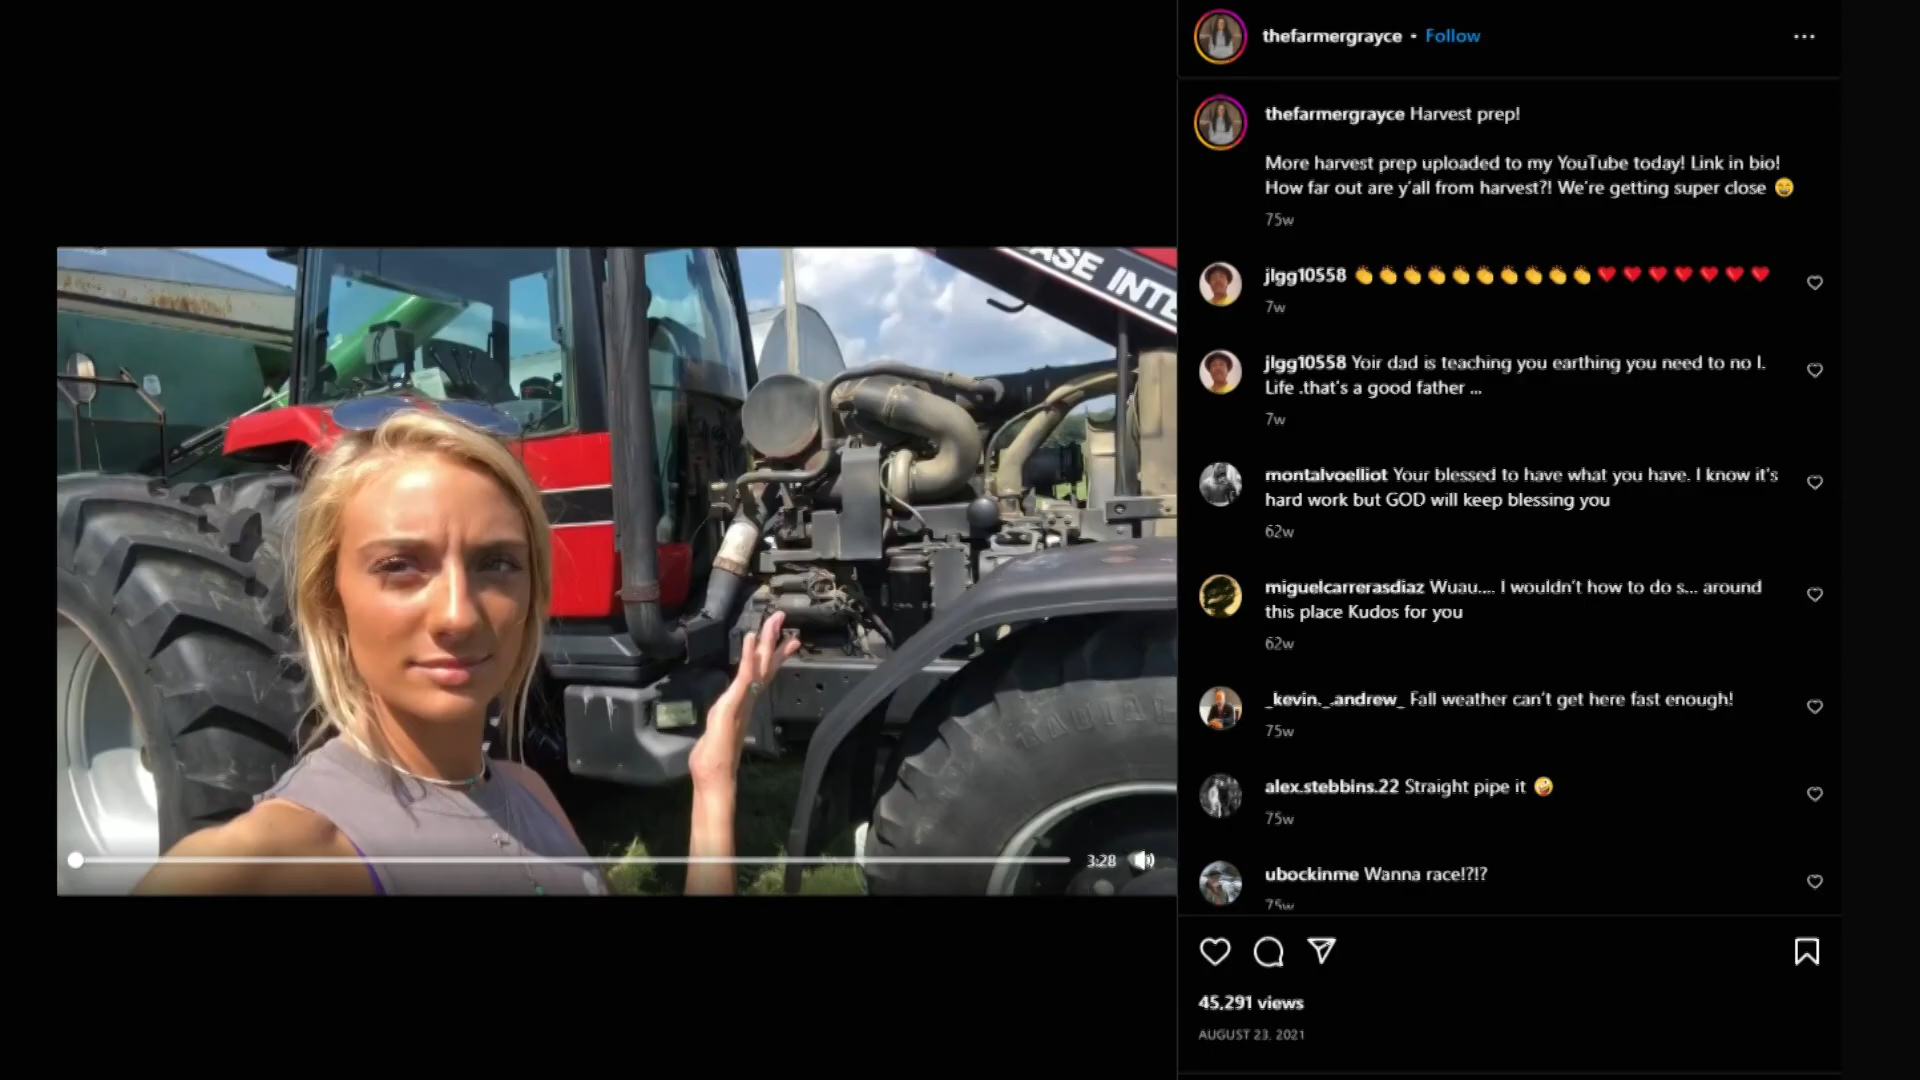 thefarmergrayce • Follow
thefarmergrayce Harvest prep!
More harvest prep uploaded to my YouTube today! Link in bio!
How far out are y'all from harvest?! We're getting super close 😄
75w
jlgg10558 👏👏👏👏👏👏👏👏👏👏❤️❤️❤️❤️❤️❤️❤️
7w
jlgg10558 Yoir dad is teaching you earthing you need to no I.
Life .that's a good father ...
7w
montalvoelliot Your blessed to have what you have. I know it's
hard work but GOD will keep blessing you
62w
miguelcarrerasdiaz Wuau.... I wouldn't how to do s... around
this place Kudos for you
62w
_kevin._.andrew_ Fall weather can't get here fast enough!
75w
alex.stebbins.22 Straight pipe it 🤪
75w
ubockinme Wanna race!?!?
75w
45,291 views
AUGUST 23, 2021
ASE INTE
RADIAL
3:28